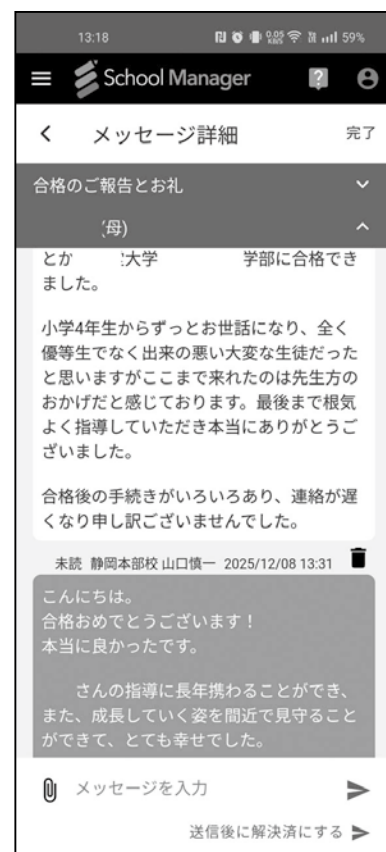 13:18 0.05 KB/S 59%
School Manager ?
メッセージ詳細 完了
合格のご報告とお礼
(母)
とか 大学 学部に合格でき
ました。
小学4年生からずっとお世話になり、全く
優等生でなく出来の悪い大変な生徒だった
と思いますがここまで来れたのは先生方の
おかげだと感じております。最後まで根気
よく指導していただき本当にありがとうご
ざいました。
合格後の手続きがいろいろあり、連絡が遅
くなり申し訳ございませんでした。
未読 静岡本部校 山口慎一 2025/12/08 13:31
こんにちは。
合格おめでとうございます！
本当に良かったです。
さんの指導に長年携わることができ、
また、成長していく姿を間近で見守ること
ができて、とても幸せでした。
メッセージを入力
送信後に解決済にする